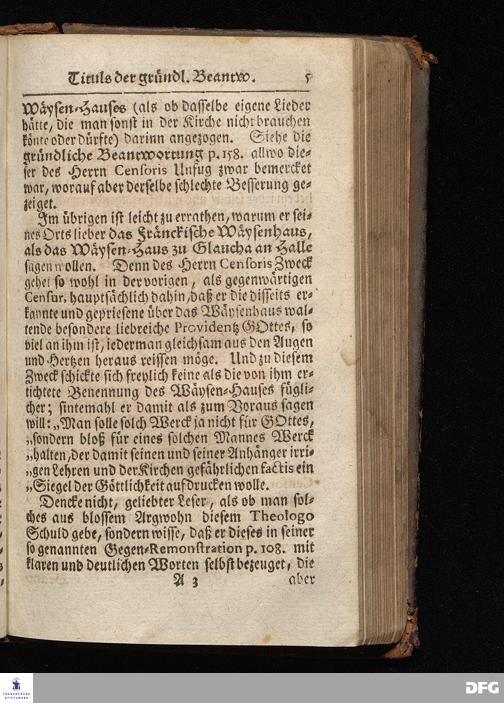 Tituls der gründl. Beantw. 5
Wäysen-Hauses (als ob dasselbe eigene Lieder
hätte, die man sonst in der Kirche nicht brauchen
könte oder dürfte) darinn angezogen. Siehe die
gründliche Beantwortung p. 158. allwo die-
ser des Herrn Censoris Unfug zwar bemercket
war, worauf aber derselbe schlechte Besserung ge-
zeiget.
Im übrigen ist leicht zu errathen, warum er sei-
nes Orts lieber das Fränckische Wäysenhaus,
als das Wäysen-Haus zu Glaucha an Halle
sagen wollen. Denn des Herrn Censoris Zweck
gehet so wohl in der vorigen, als gegenwärtigen
Censur, hauptsächlich dahin, daß er die disseits er-
kannte und gepriesene über das Wäysenhaus wal-
tende besondere liebreiche Providentz GOttes, so
viel an ihm ist, iederman gleichsam aus den Augen
und Hertzen heraus reissen möge. Und zu diesem
Zweck schickte sich freylich keine als die von ihm er-
tichtete Benennung des Wäysen-Hauses fügli-
cher; sintemahl er damit als zum Voraus sagen
will: „Man solle solch Werck ja nicht für GOttes,
„sondern bloß für eines solchen Mannes Werck
„halten, der damit seinen und seiner Anhänger irri-
„gen Lehren und der Kirchen gefährlichen factis ein
„Siegel der Göttlichkeit aufdrucken wolle.
Dencke nicht, geliebter Leser, als ob man sol-
ches aus blossem Argwohn diesem Theologo
Schuld gebe, sondern wisse, daß er dieses in seiner
so genannten Gegen-Remonstration p. 108. mit
klaren und deutlichen Worten selbst bezeuget, die
A 3 aber
FRANCKESCHE
STIFTUNGEN
DFG